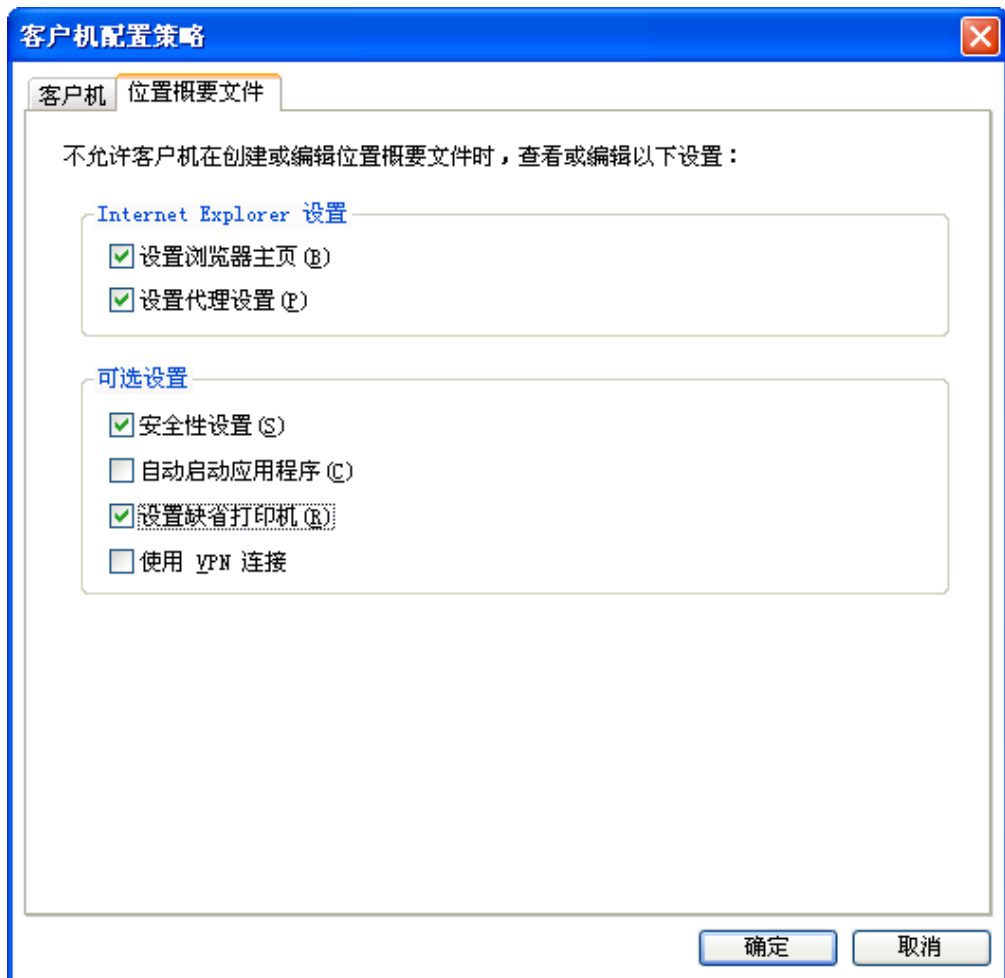 客户机配置策略
客户机 位置概要文件
不允许客户机在创建或编辑位置概要文件时，查看或编辑以下设置：
Internet Explorer 设置
设置浏览器主页(B)
设置代理设置(P)
可选设置
安全性设置(S)
自动启动应用程序(C)
设置缺省打印机(R)
使用 VPN 连接
确定 取消